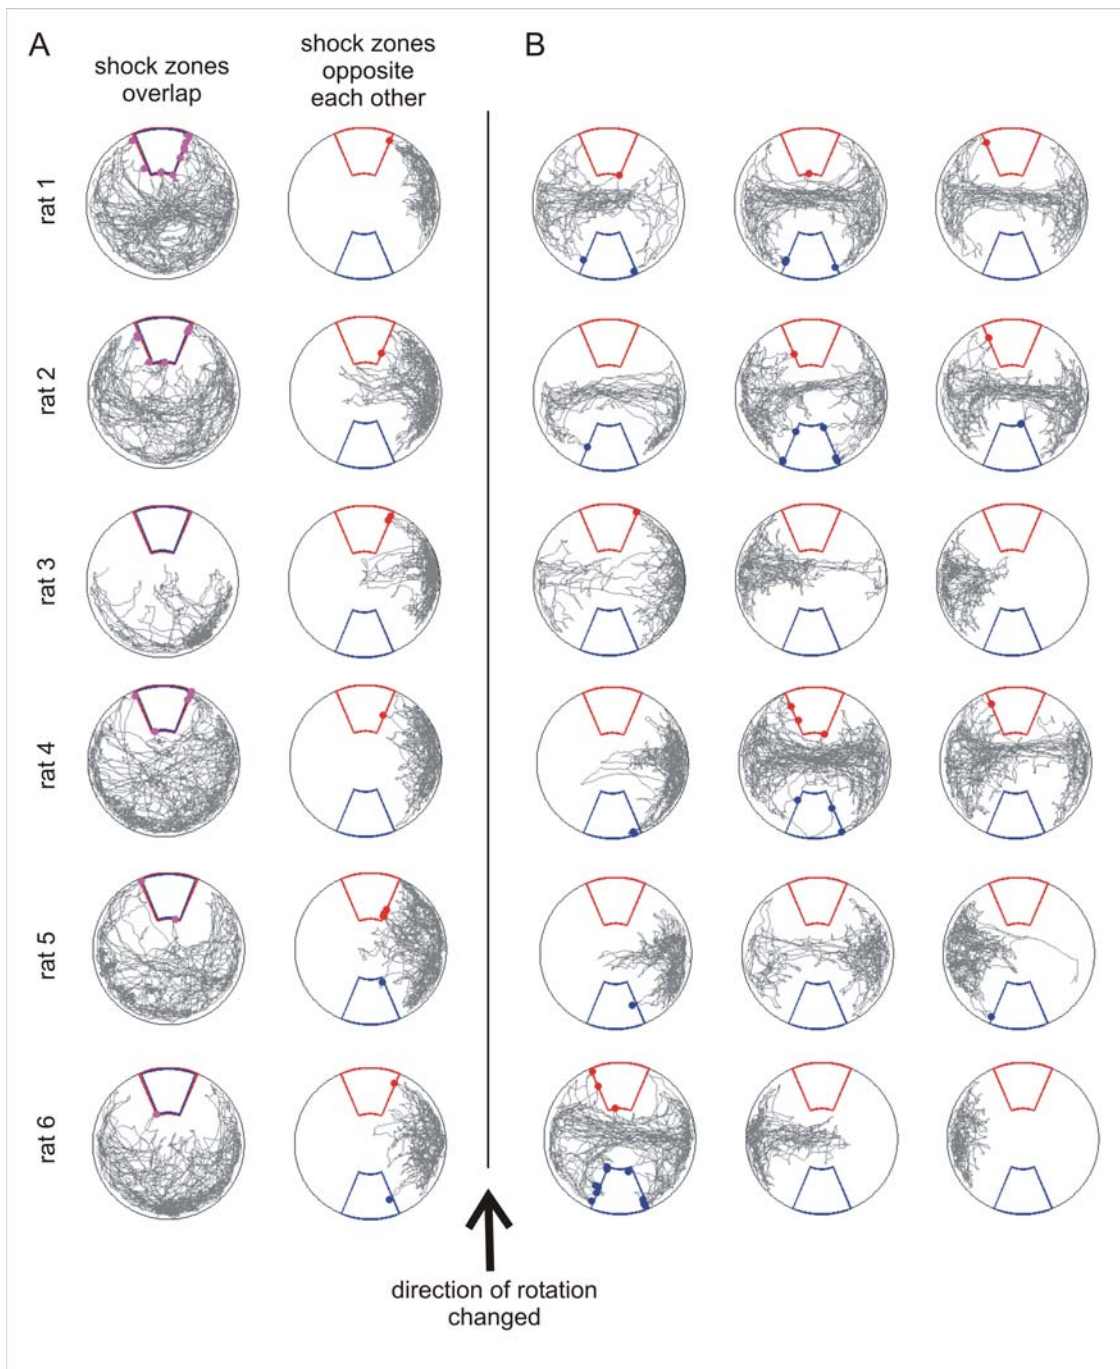 A
B
shock zones
overlap
shock zones
opposite
each other
rat 1
rat 2
rat 3
rat 4
rat 5
rat 6
direction of rotation
changed